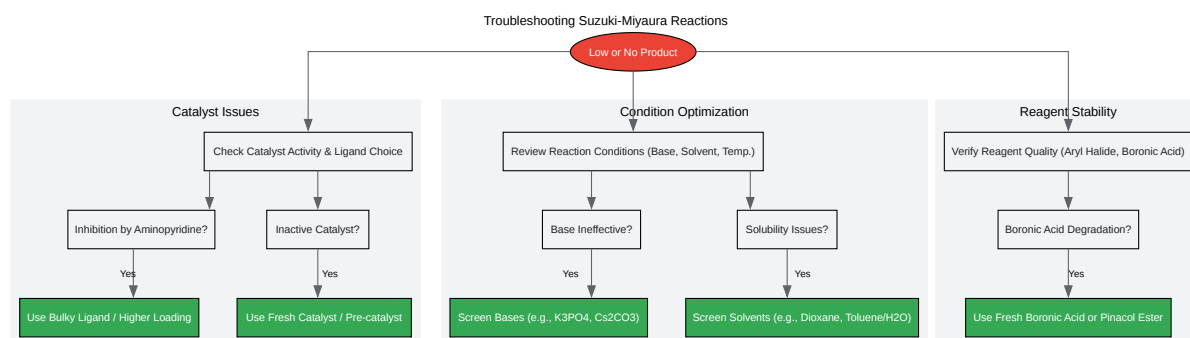 Troubleshooting Suzuki-Miyaura Reactions
Low or No Product
Catalyst Issues
Condition Optimization
Reagent Stability
Check Catalyst Activity & Ligand Choice
Review Reaction Conditions (Base, Solvent, Temp.)
Verify Reagent Quality (Aryl Halide, Boronic Acid)
Inhibition by Aminopyridine?
Inactive Catalyst?
Base Ineffective?
Solubility Issues?
Boronic Acid Degradation?
Yes
Yes
Yes
Yes
Yes
Use Bulky Ligand / Higher Loading
Use Fresh Catalyst / Pre-catalyst
Screen Bases (e.g., K3PO4, Cs2CO3)
Screen Solvents (e.g., Dioxane, Toluene/H2O)
Use Fresh Boronic Acid or Pinacol Ester